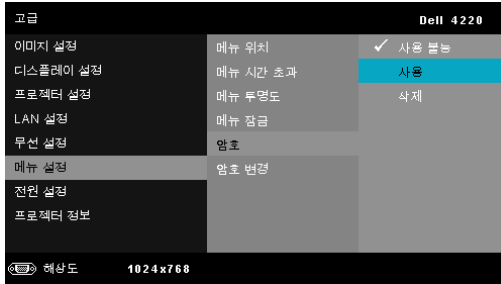 고급 Dell 4220
이미지 설정 메뉴 위치 사용 불능
디스플레이 설정 메뉴 시간 초과 사용
프로젝터 설정 메뉴 투명도 삭제
LAN 설정 메뉴 잠금
무선 설정 암호
메뉴 설정 암호 변경
전원 설정
프로젝터 정보
해상도 1024x768